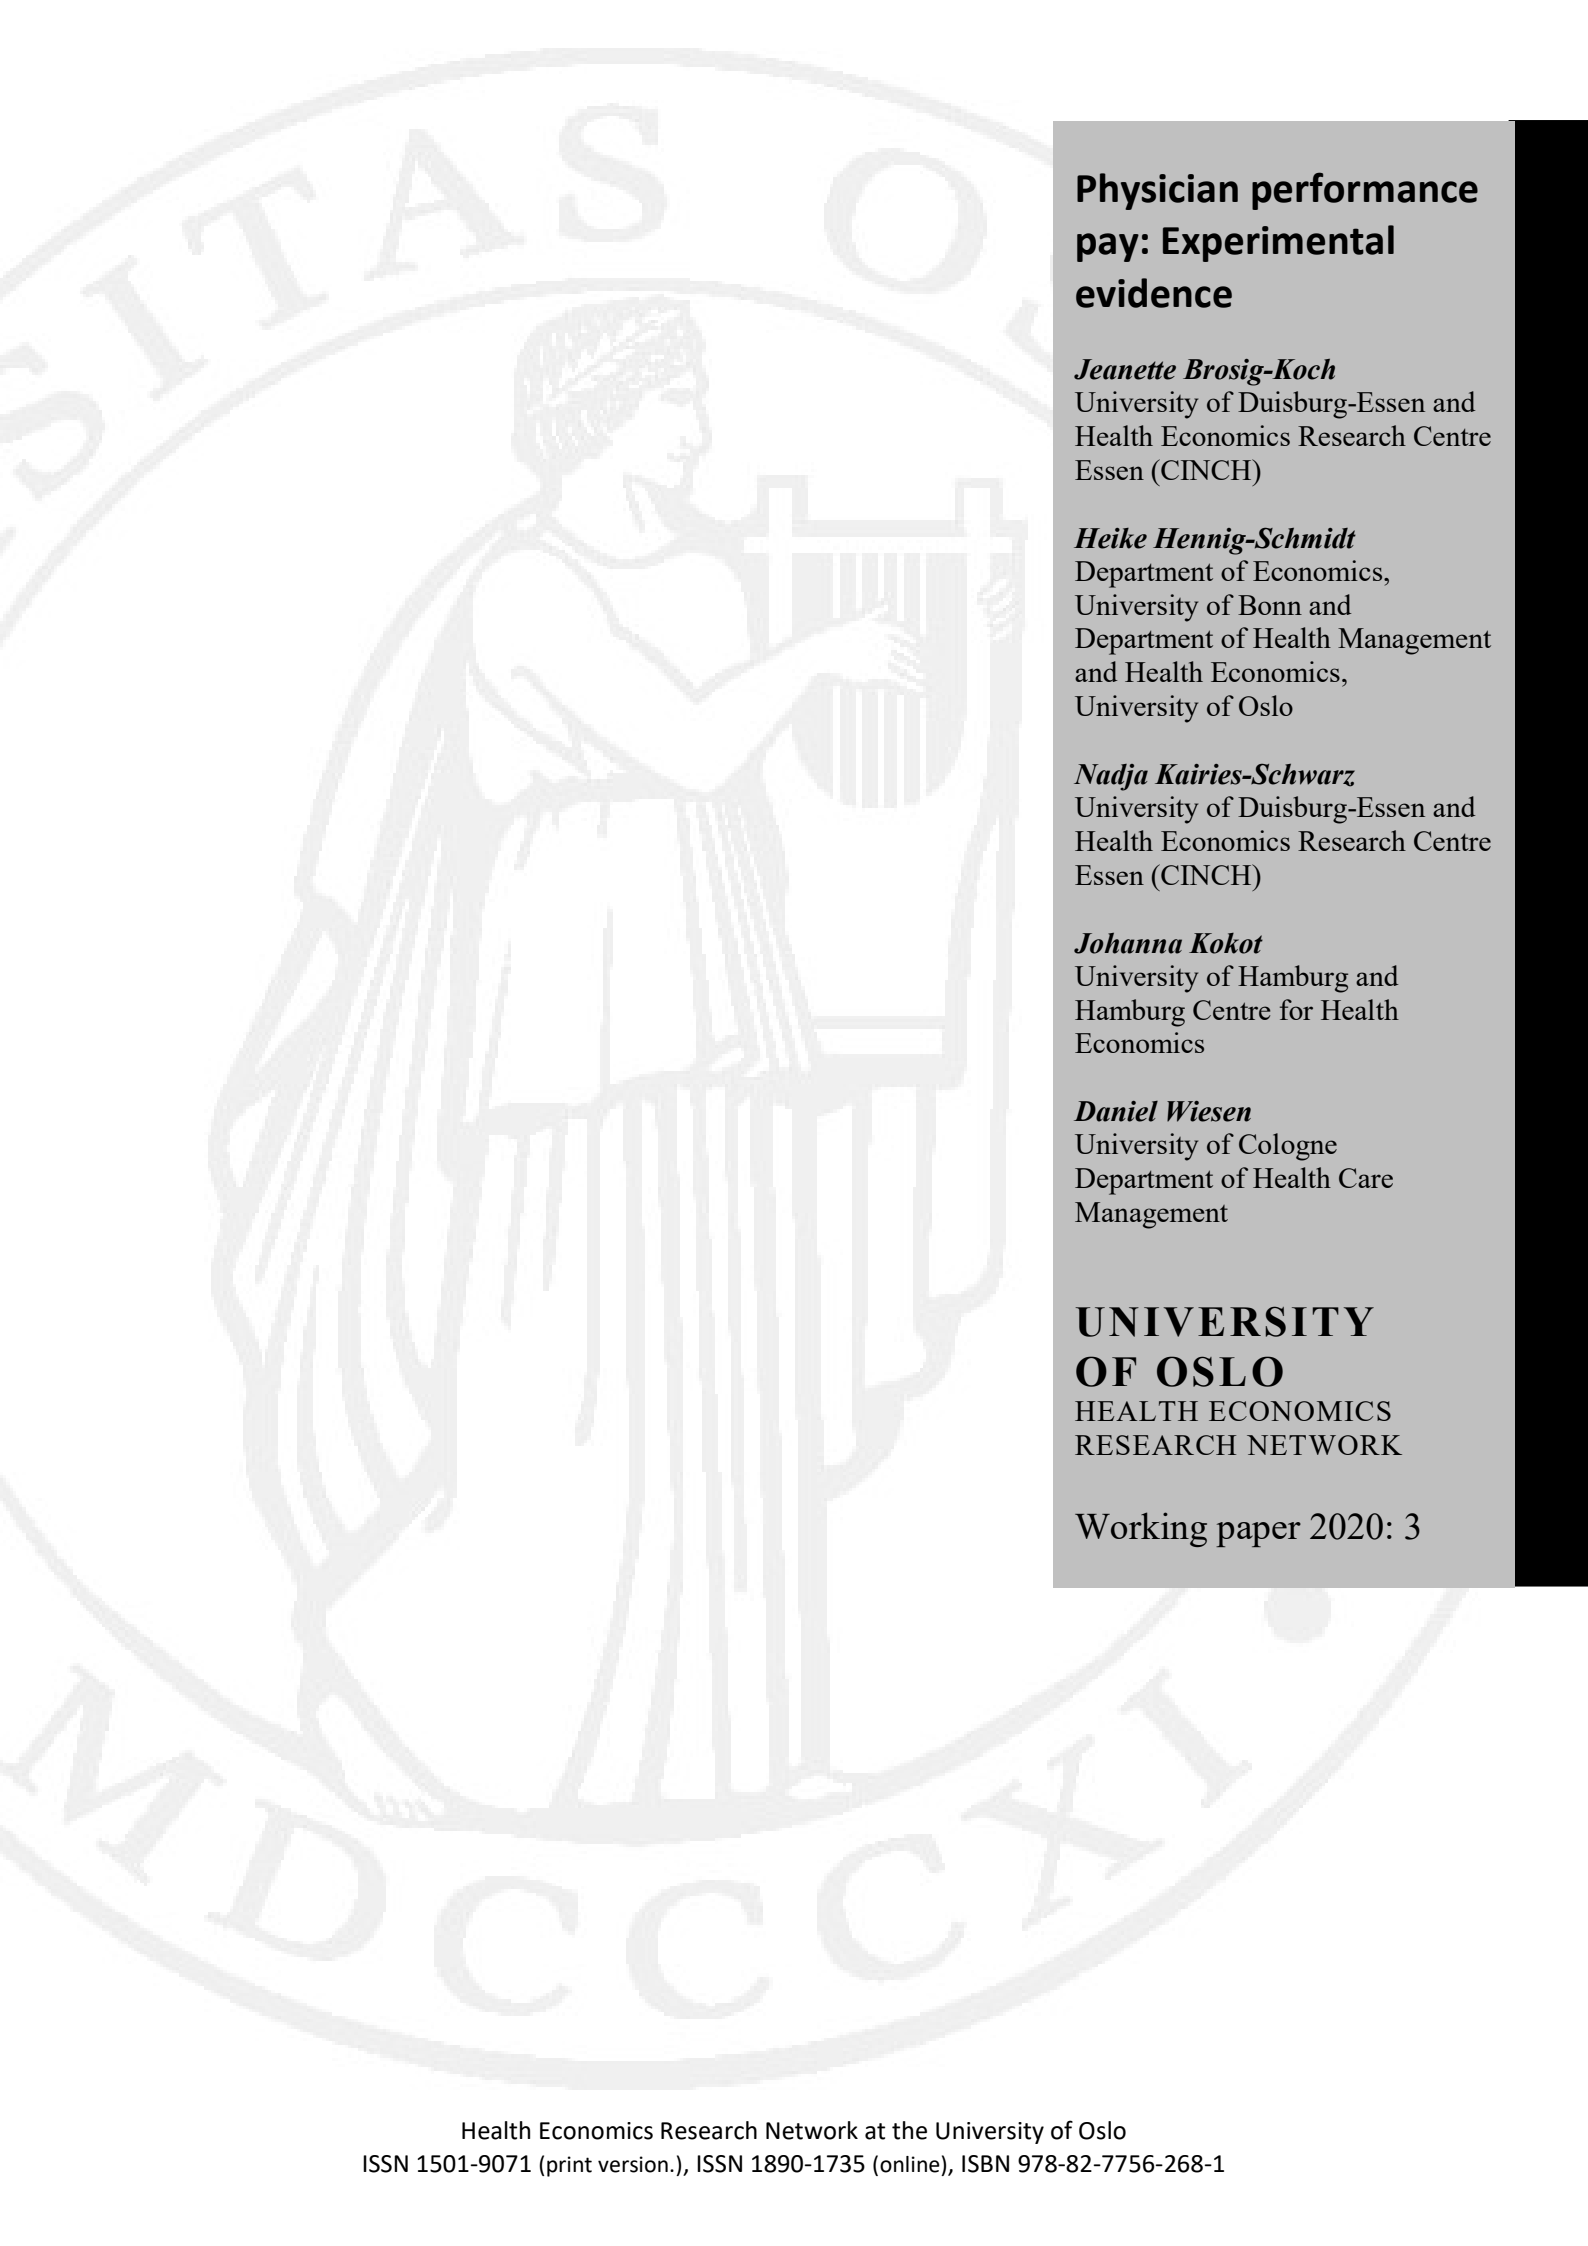 SITAS OS
Physician performance
pay: Experimental
evidence
Jeanette Brosig-Koch
University of Duisburg-Essen and
Health Economics Research Centre
Essen (CINCH)
Heike Hennig-Schmidt
Department of Economics,
University of Bonn and
Department of Health Management
and Health Economics,
University of Oslo
Nadja Kairies-Schwarz
University of Duisburg-Essen and
Health Economics Research Centre
Essen (CINCH)
Johanna Kokot
University of Hamburg and
Hamburg Centre for Health
Economics
Daniel Wiesen
University of Cologne
Department of Health Care
Management
UNIVERSITY
OF OSLO
HEALTH ECONOMICS
RESEARCH NETWORK
Working paper 2020: 3
MDCCCXI
Health Economics Research Network at the University of Oslo
ISSN 1501-9071 (print version.), ISSN 1890-1735 (online), ISBN 978-82-7756-268-1